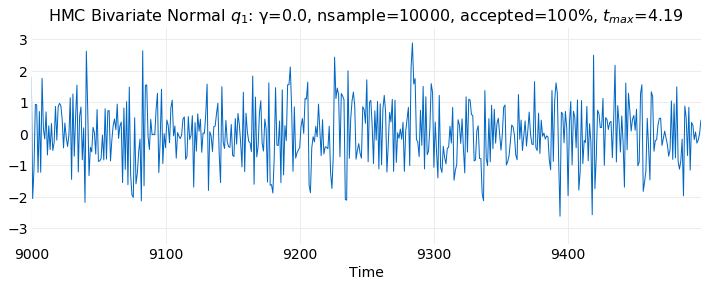 HMC Bivariate Normal q₁: γ=0.0, nsample=10000, accepted=100%, tₘₐₓ=4.19
3
2
1
0
−1
−2
−3
9000 9100 9200 9300 9400
Time